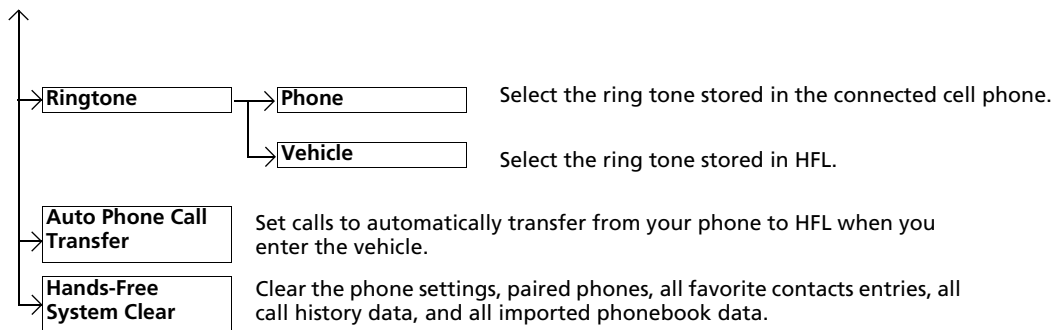 Ringtone
Phone
Select the ring tone stored in the connected cell phone.
Vehicle
Select the ring tone stored in HFL.
Auto Phone Call
Transfer
Set calls to automatically transfer from your phone to HFL when you
enter the vehicle.
Hands-Free
System Clear
Clear the phone settings, paired phones, all favorite contacts entries, all
call history data, and all imported phonebook data.